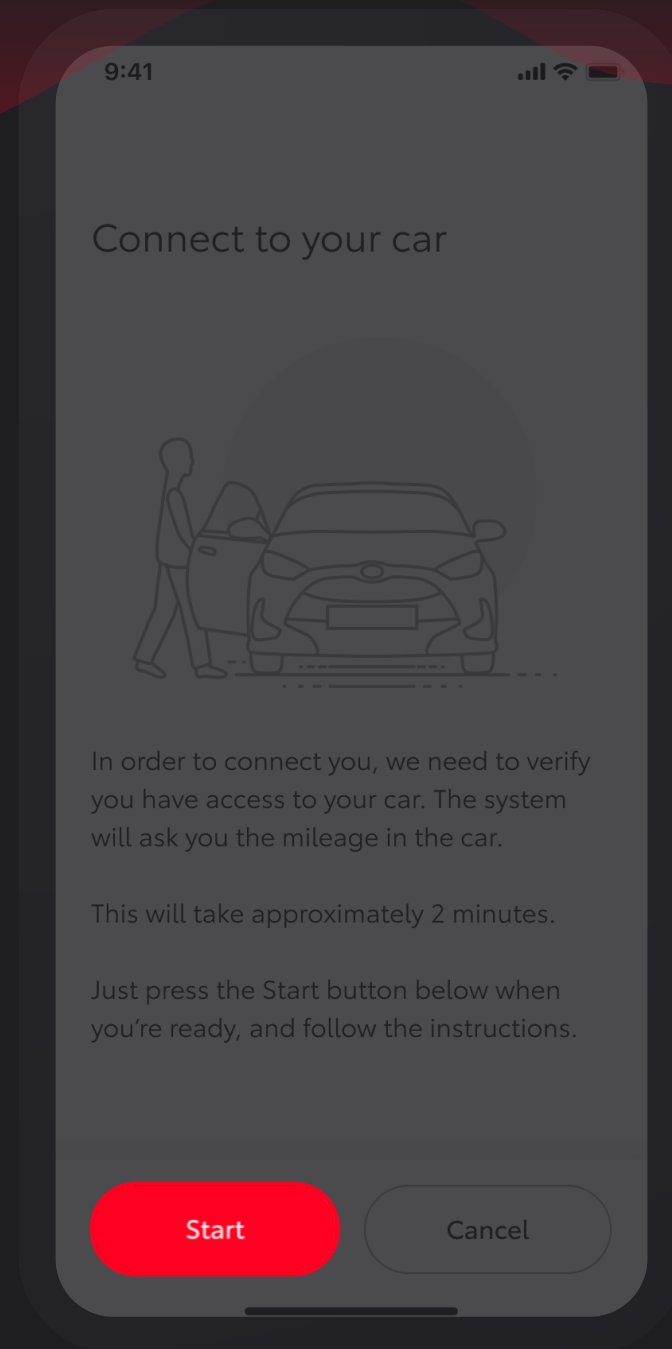 9:41
Connect to your car
In order to connect you, we need to verify
you have access to your car. The system
will ask you the mileage in the car.
This will take approximately 2 minutes.
Just press the Start button below when
you’re ready, and follow the instructions.
Start
Cancel